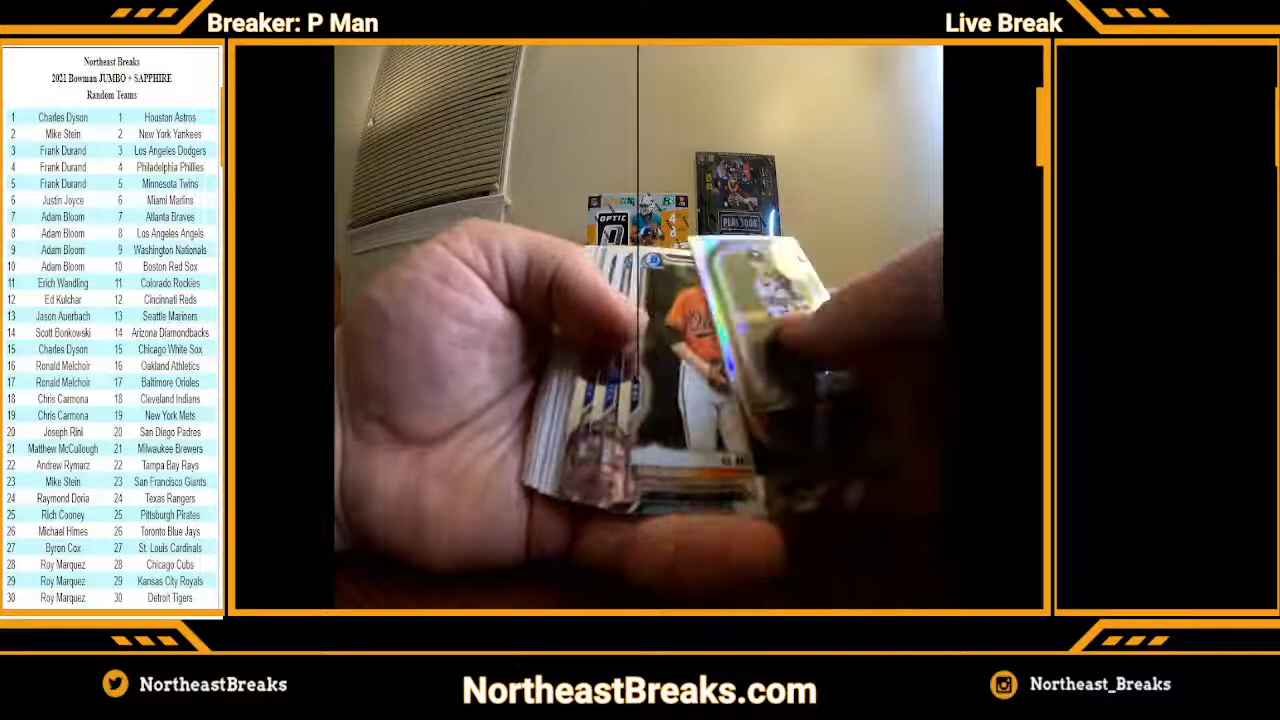 Breaker: P Man
Live Break
Northeast Breaks
2021 Bowman JUMBO + SAPPHIRE
Random Teams
1 Charles Dyson 1 Houston Astros
2 Mike Stein 2 New York Yankees
3 Frank Durand 3 Los Angeles Dodgers
4 Frank Durand 4 Philadelphia Phillies
5 Frank Durand 5 Minnesota Twins
6 Justin Joyce 6 Miami Marlins
7 Adam Bloom 7 Atlanta Braves
8 Adam Bloom 8 Los Angeles Angels
9 Adam Bloom 9 Washington Nationals
10 Adam Bloom 10 Boston Red Sox
11 Erich Wandling 11 Colorado Rockies
12 Ed Kulchar 12 Cincinnati Reds
13 Jason Auerbach 13 Seattle Mariners
14 Scott Bonkowski 14 Arizona Diamondbacks
15 Charles Dyson 15 Chicago White Sox
16 Ronald Melchoir 16 Oakland Athletics
17 Ronald Melchoir 17 Baltimore Orioles
18 Chris Carmona 18 Cleveland Indians
19 Chris Carmona 19 New York Mets
20 Joseph Rini 20 San Diego Padres
21 Matthew McCullough 21 Milwaukee Brewers
22 Andrew Rymarz 22 Tampa Bay Rays
23 Mike Stein 23 San Francisco Giants
24 Raymond Doria 24 Texas Rangers
25 Rich Cooney 25 Pittsburgh Pirates
26 Michael Himes 26 Toronto Blue Jays
27 Byron Cox 27 St. Louis Cardinals
28 Roy Marquez 28 Chicago Cubs
29 Roy Marquez 29 Kansas City Royals
30 Roy Marquez 30 Detroit Tigers
OPTIC
PLAYBOOK
NortheastBreaks
NortheastBreaks.com
Northeast_Breaks